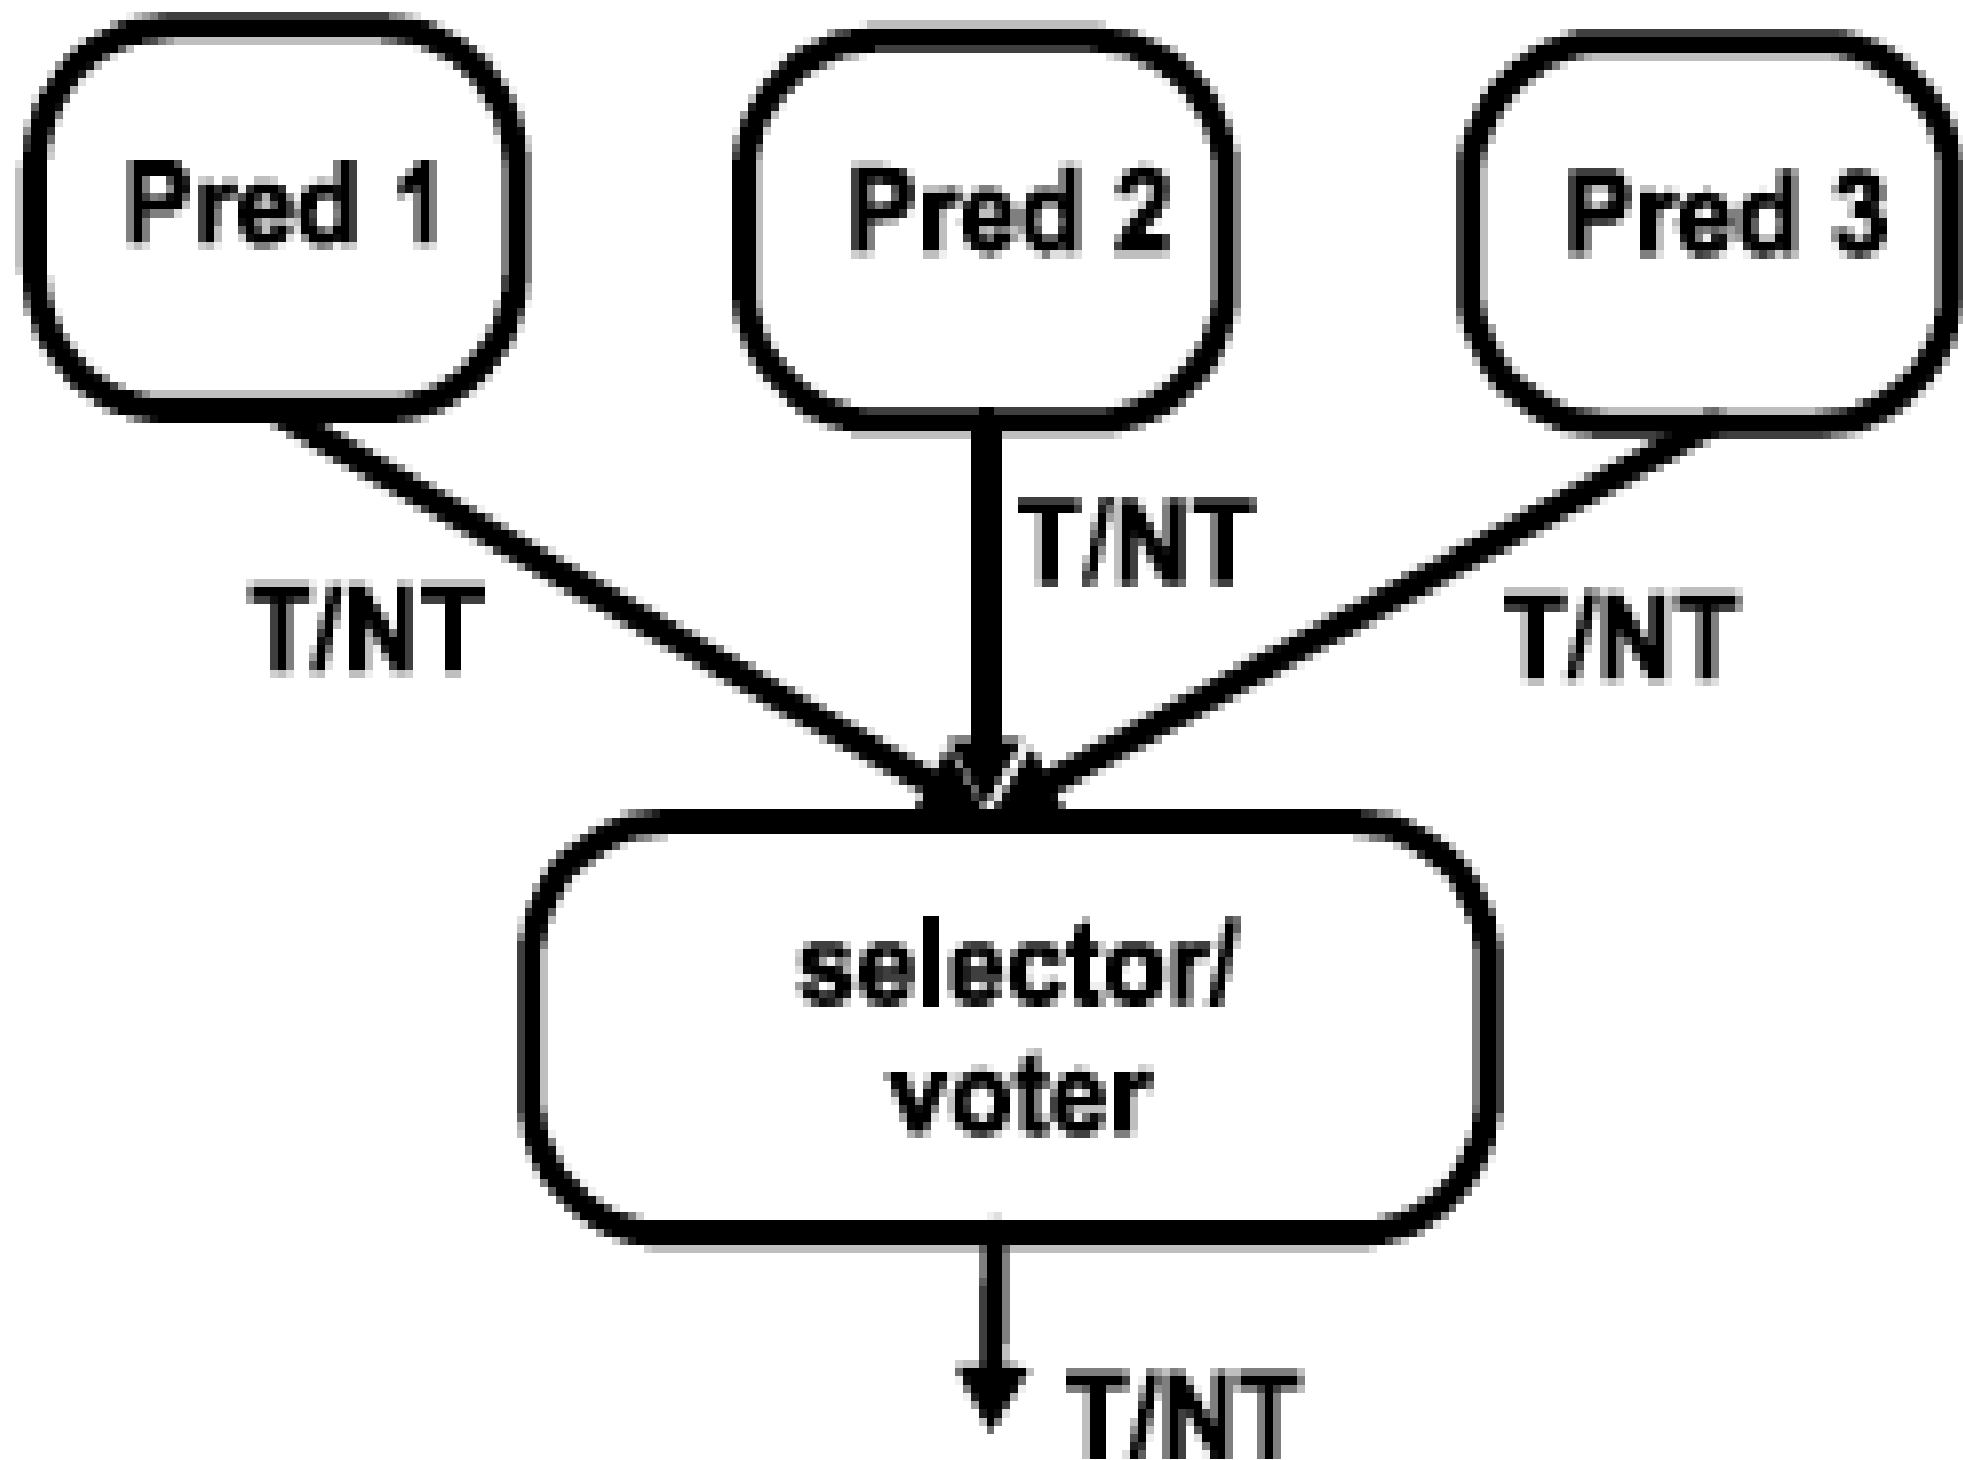 Pred 1
Pred 2
Pred 3
T/NT
T/NT
T/NT
selector/
voter
T/NT